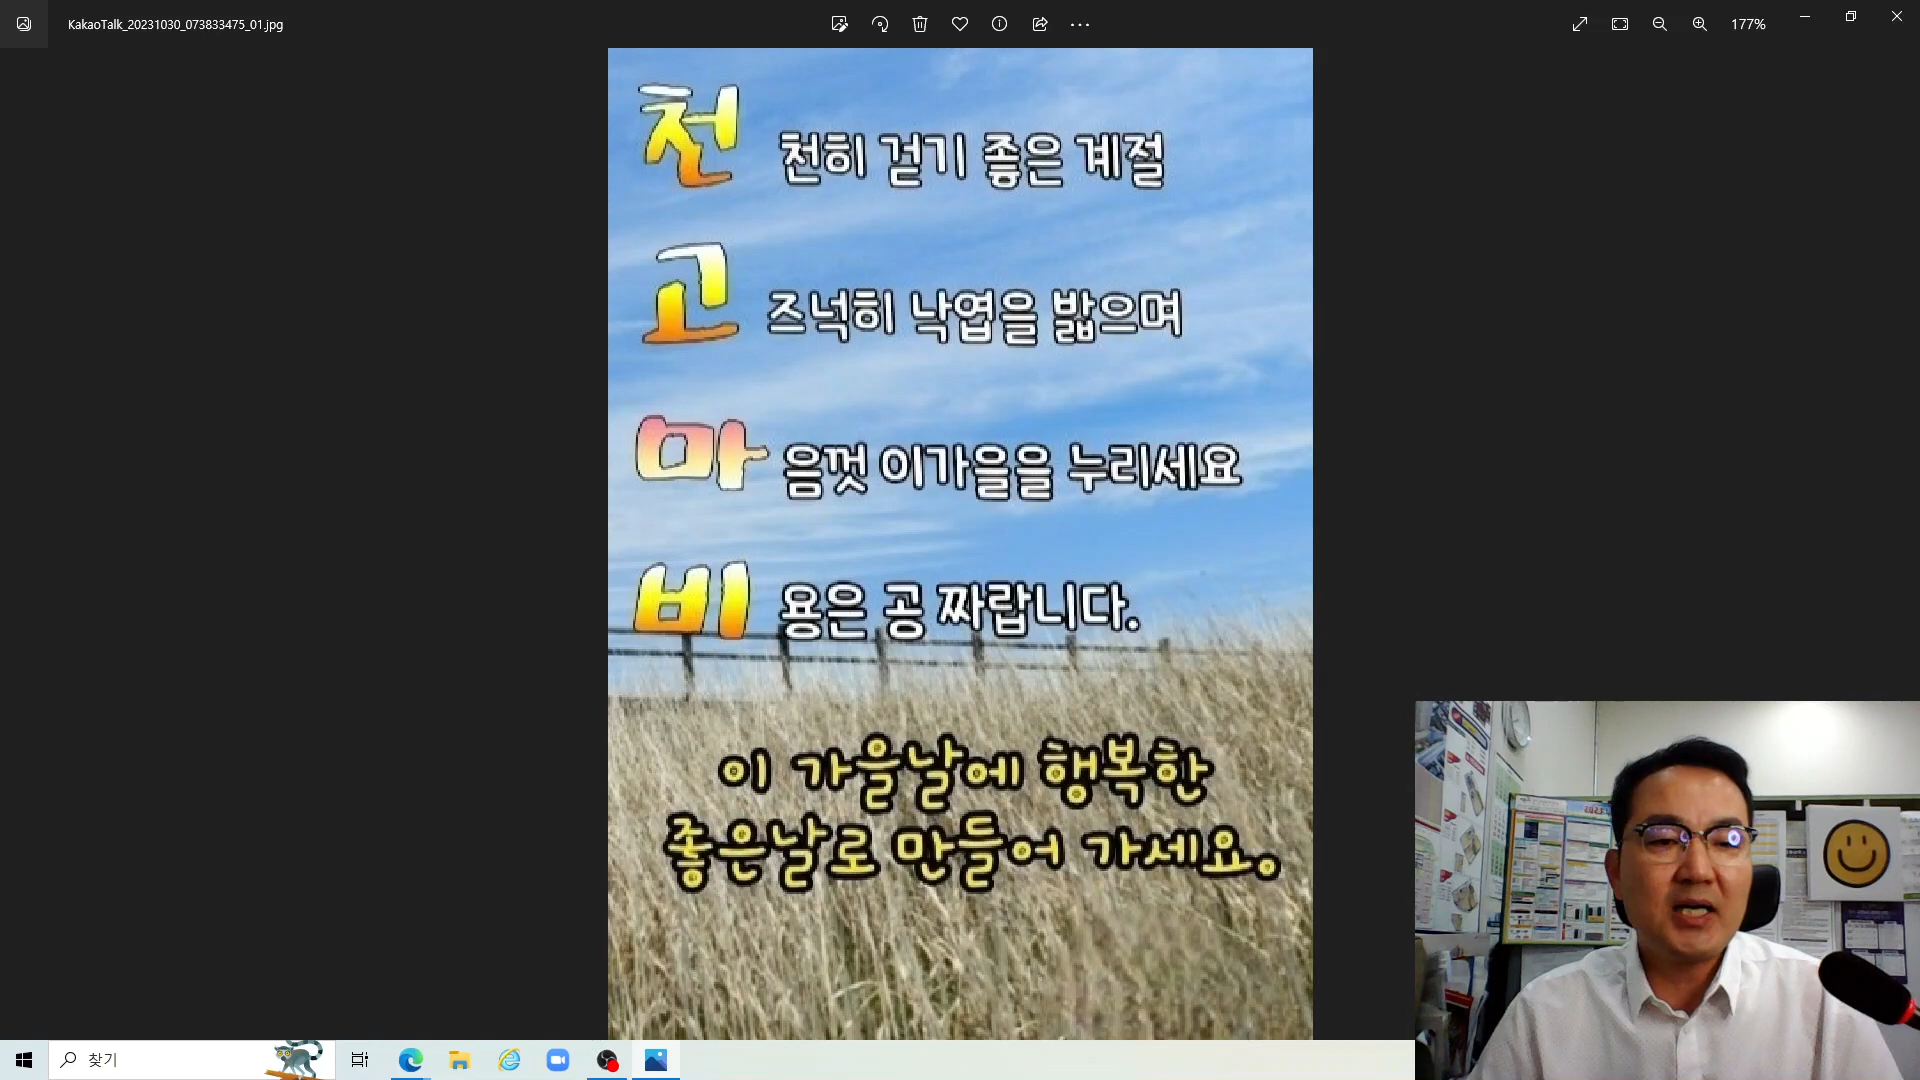 KakaoTalk_20231030_073833475_01.jpg
177%
천 천히 걷기 좋은 계절
고 즈넉히 낙엽을 밟으며
마 음껏 이가을을 누리세요
비 용은 공 짜랍니다.
이 가을날에 행복한
좋은날로 만들어 가세요.
찾기